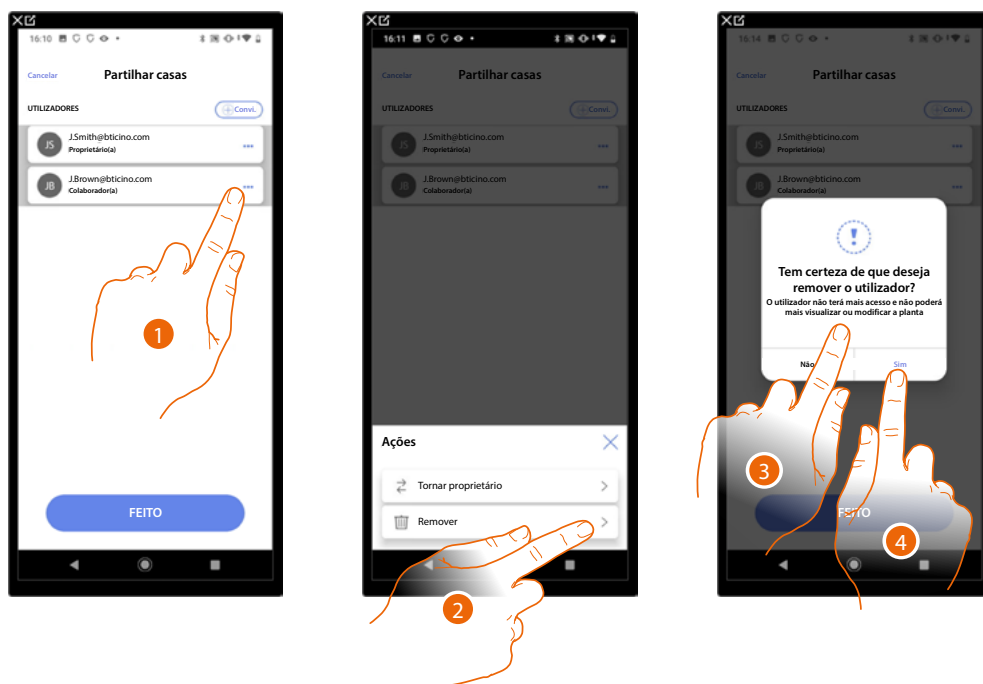 16:10
Cancelar
Partilhar casas
UTILIZADORES
Convi.
JS
J.Smith@bticino.com
Proprietário(a)
JB
J.Brown@bticino.com
Colaborador(a)
1
FEITO
16:11
Cancelar
Partilhar casas
UTILIZADORES
Convi.
JS
J.Smith@bticino.com
Proprietário(a)
JB
J.Brown@bticino.com
Colaborador(a)
Ações
Tornar proprietário
Remover
2
16:14
Cancelar
Partilhar casas
UTILIZADORES
Convi.
JS
J.Smith@bticino.com
Proprietário(a)
JB
J.Brown@bticino.com
Colaborador(a)
Tem certeza de que deseja
remover o utilizador?
O utilizador não terá mais acesso e não poderá
mais visualizar ou modificar a planta
Não
Sim
3
FEITO
4